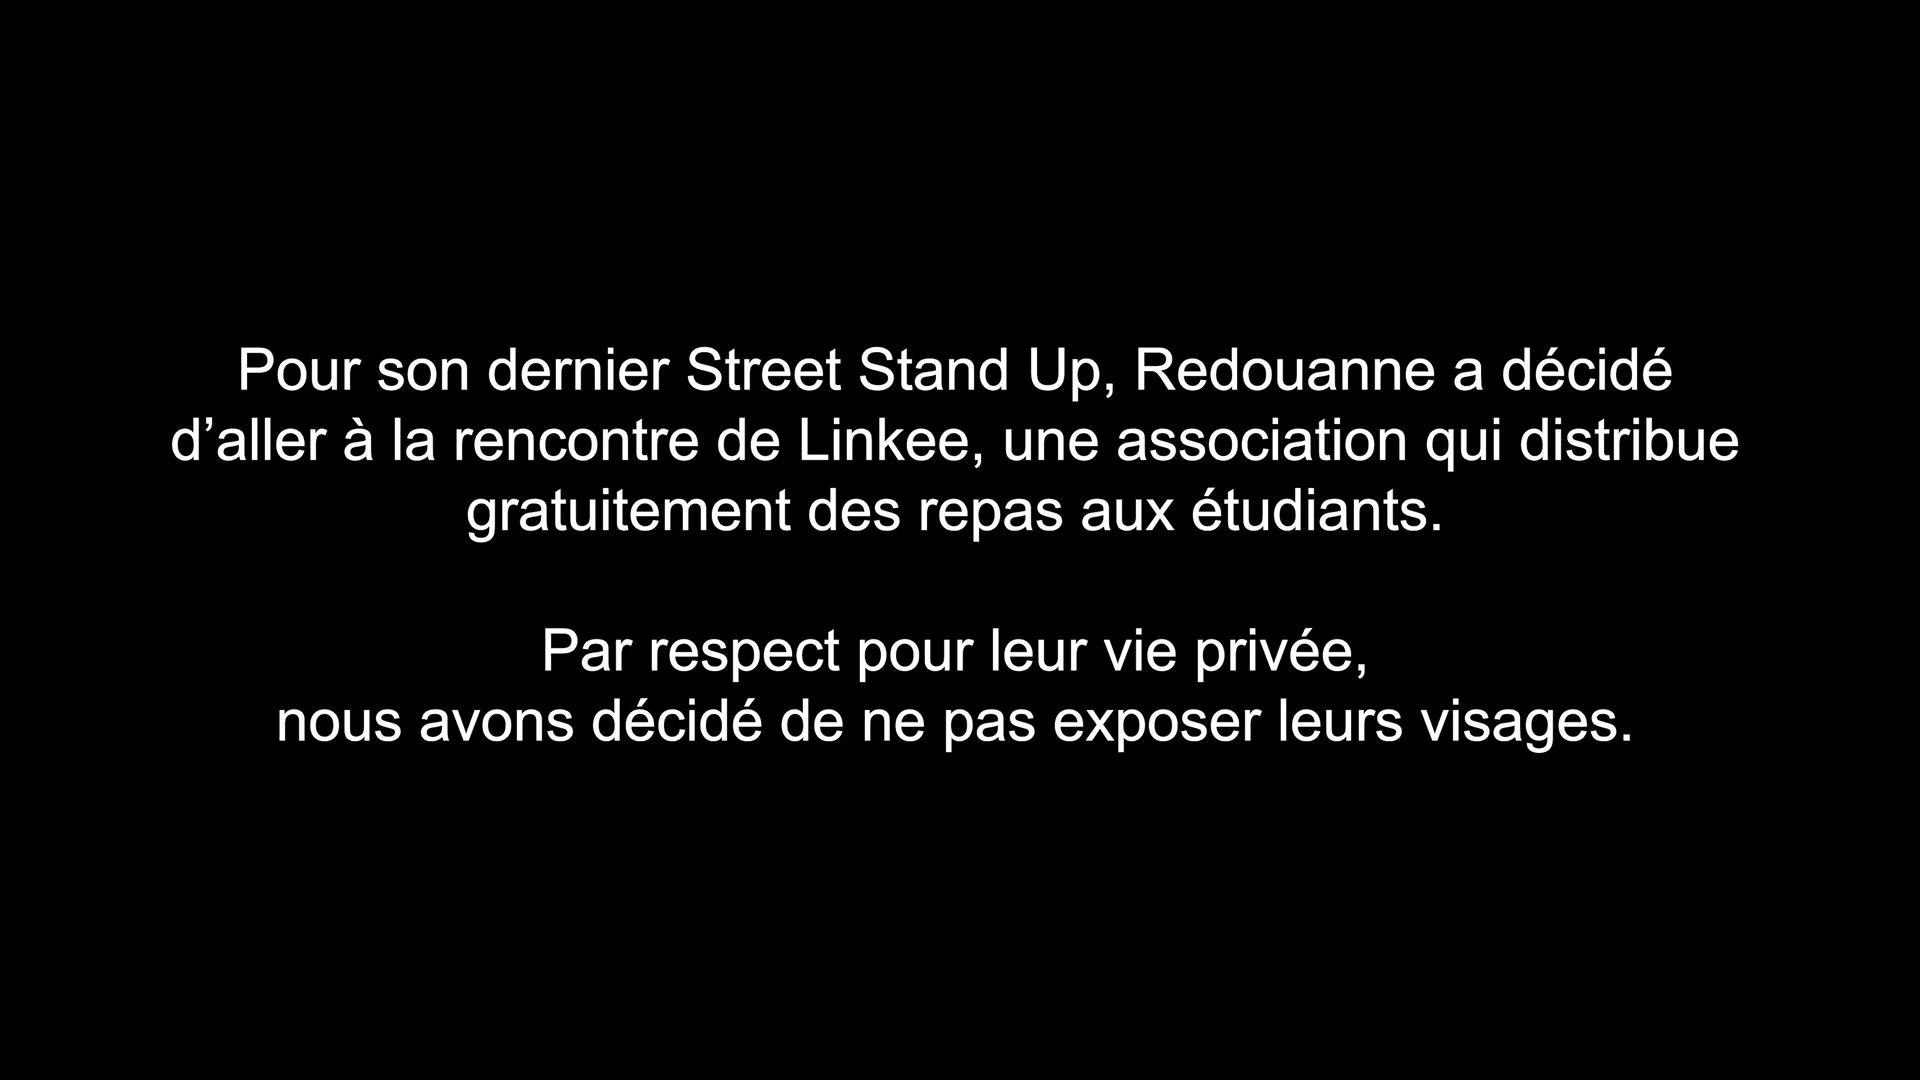 Pour son dernier Street Stand Up, Redouanne a décidé
d’aller à la rencontre de Linkee, une association qui distribue
gratuitement des repas aux étudiants.
Par respect pour leur vie privée,
nous avons décidé de ne pas exposer leurs visages.